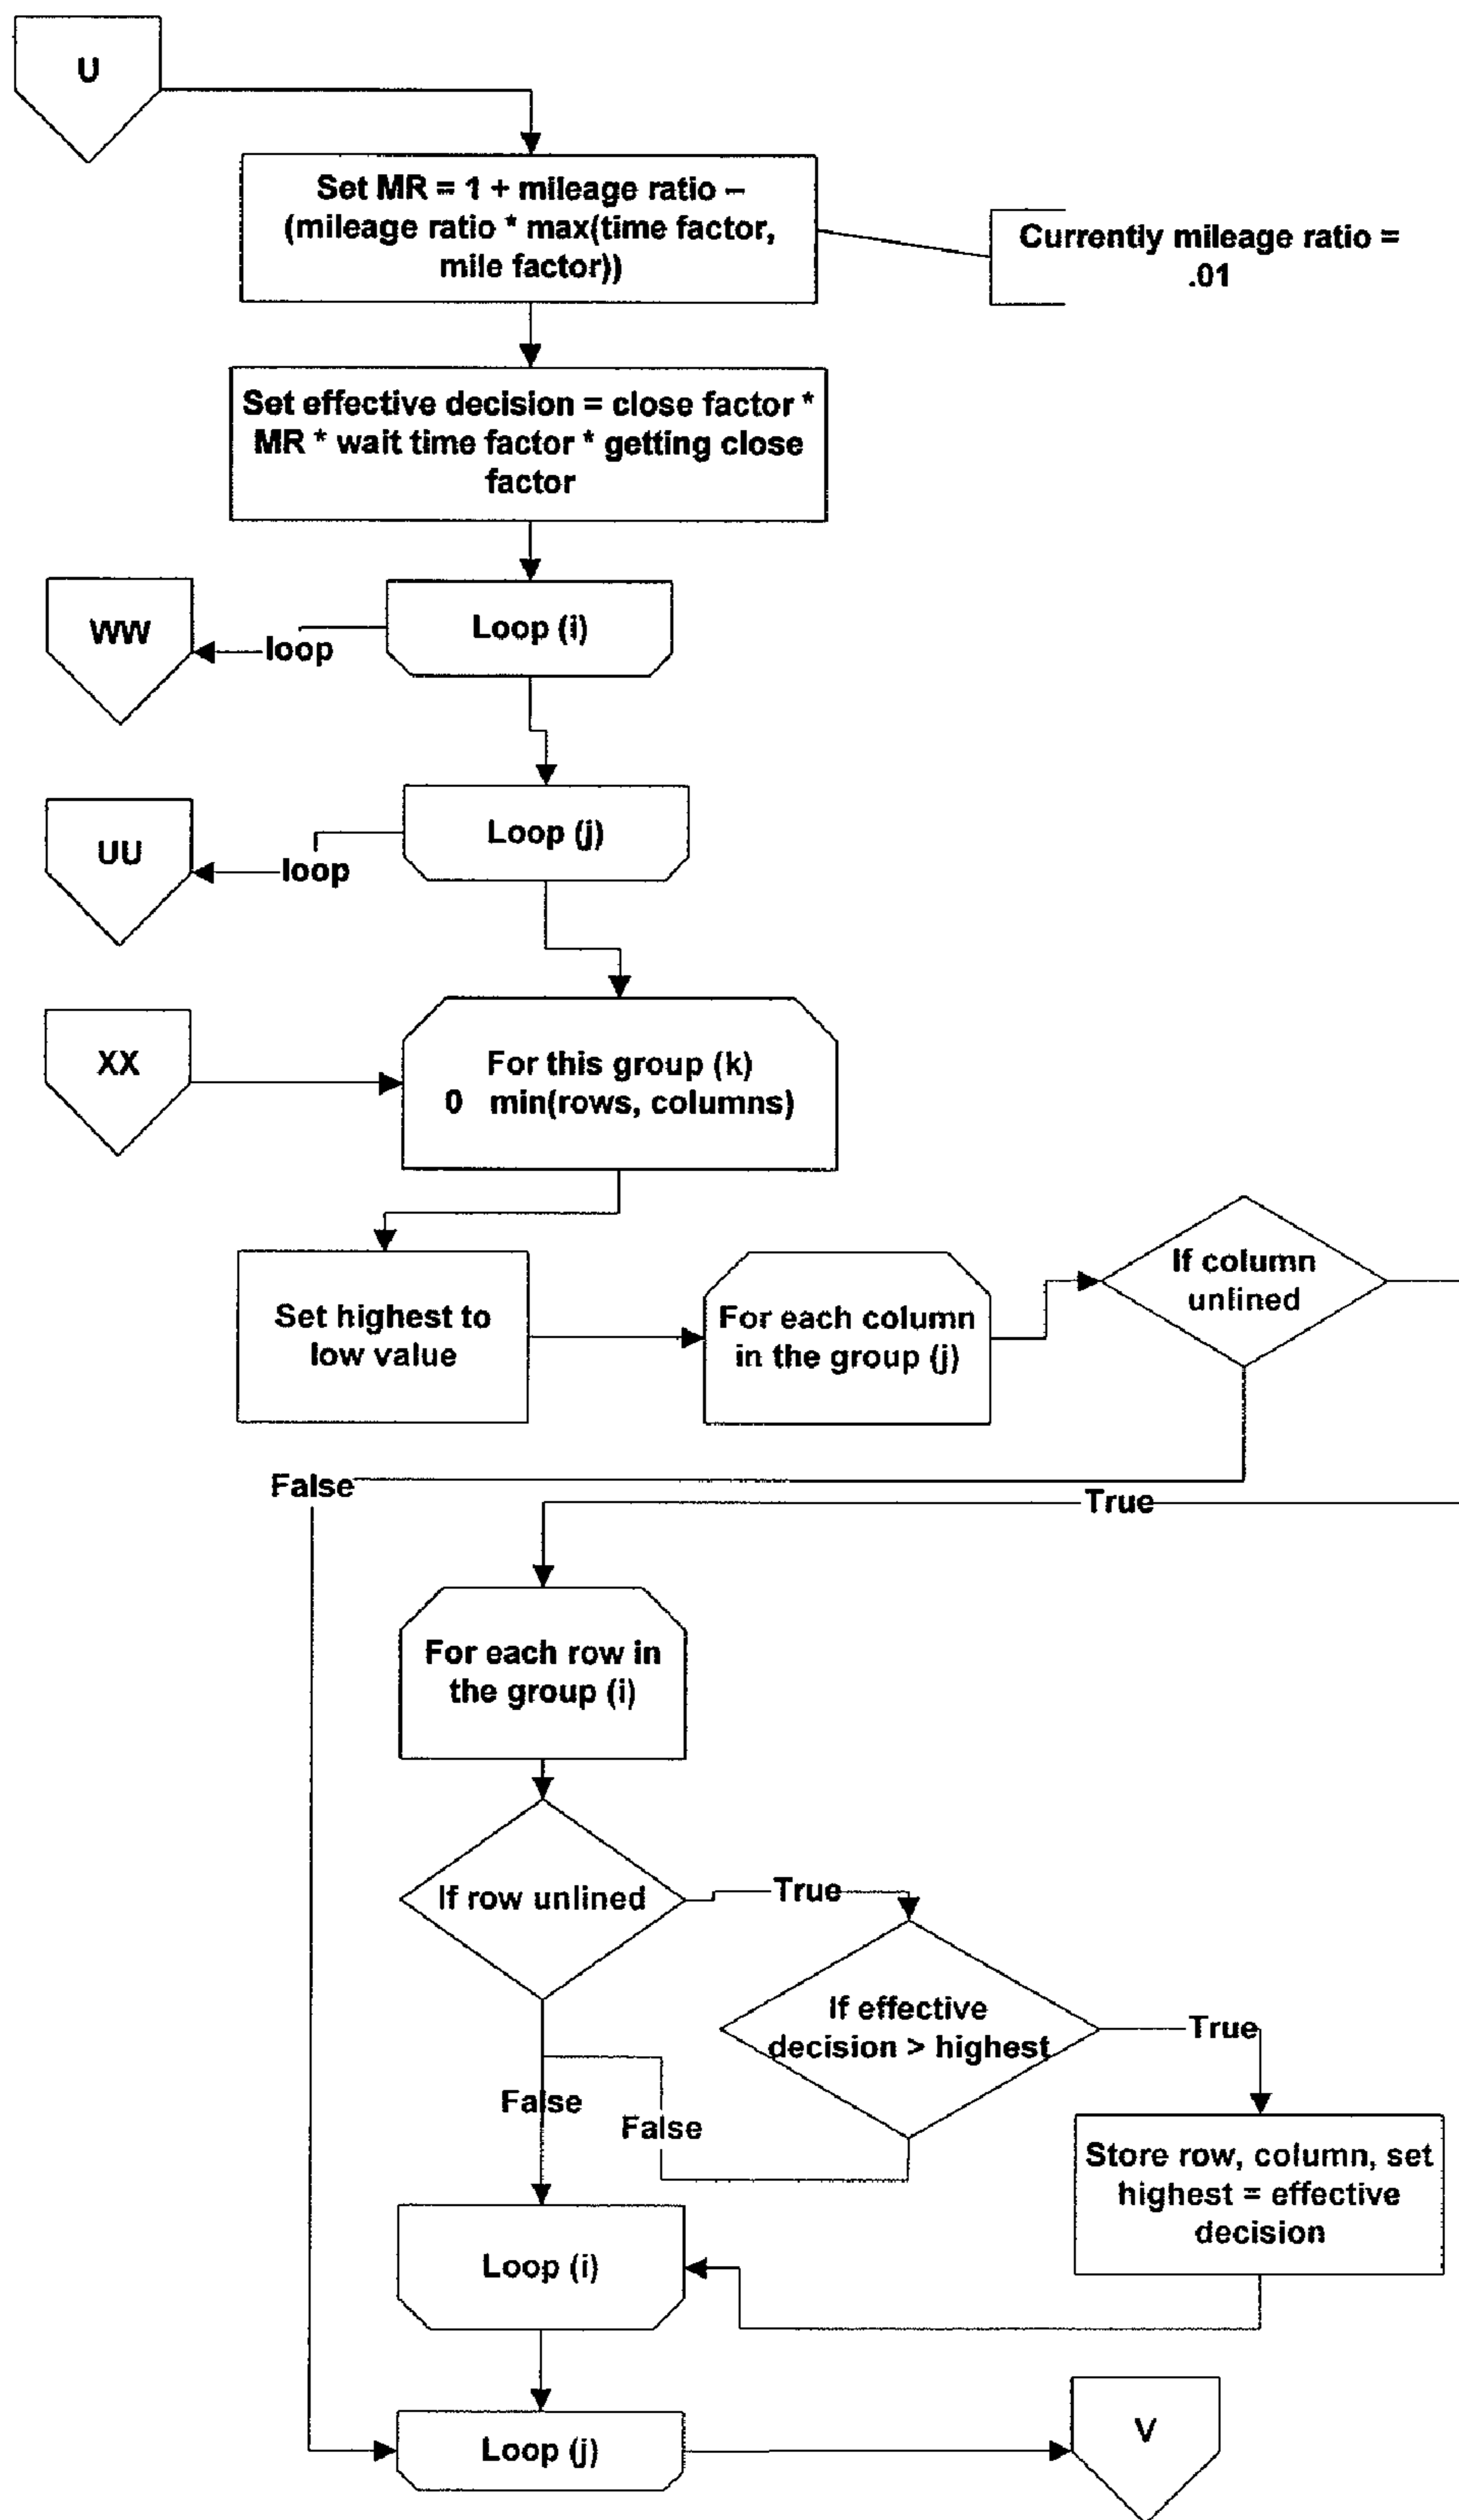 U
Set MR = 1 + mileage ratio –
(mileage ratio * max(time factor,
mile factor))
Currently mileage ratio =
.01
Set effective decision = close factor *
MR * wait time factor * getting close
factor
WW
loop
Loop (i)
UU
loop
Loop (j)
XX
For this group (k)
0 min(rows, columns)
Set highest to
low value
For each column
in the group (j)
If column
unlined
False
True
For each row in
the group (i)
If row unlined
True
If effective
decision > highest
True
False
False
Store row, column, set
highest = effective
decision
Loop (i)
Loop (j)
V